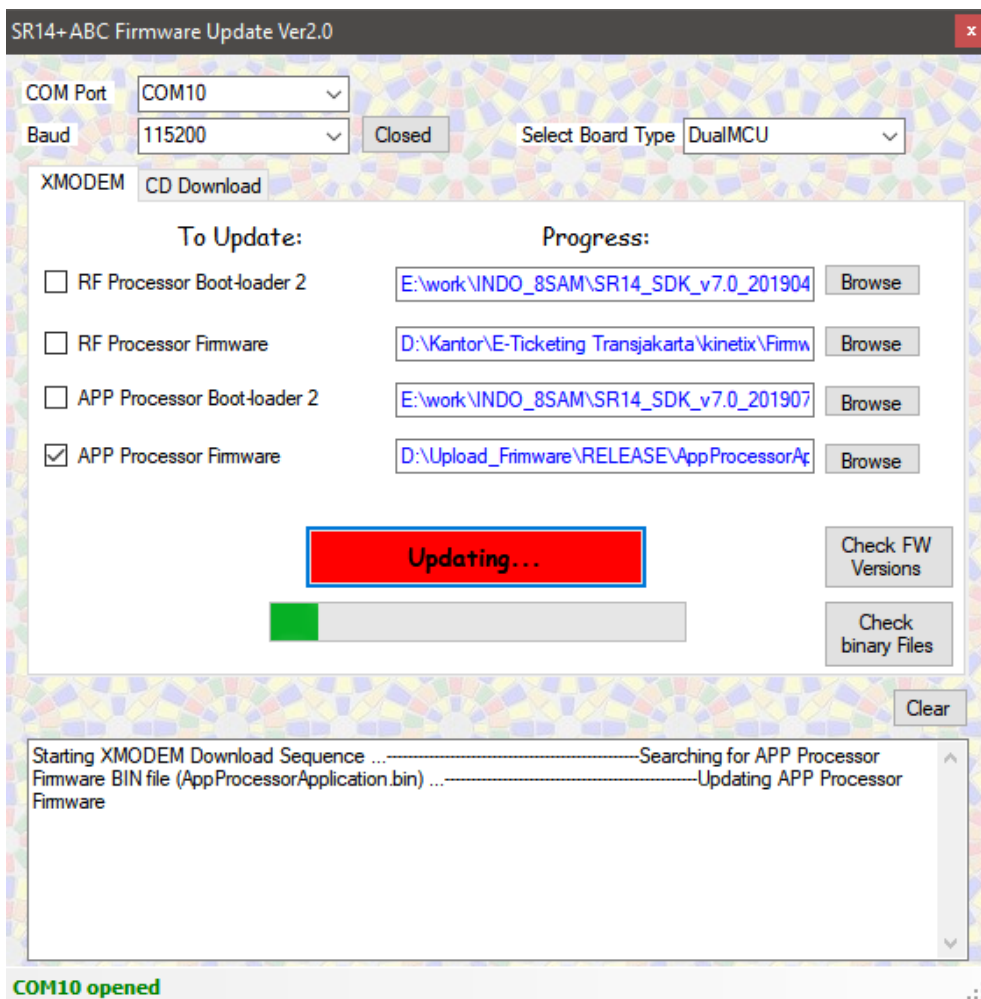 SR14+ABC Firmware Update Ver2.0
x
COM Port COM10
Baud 115200 Closed Select Board Type DualMCU
XMODEM CD Download
To Update: Progress:
RF Processor Boot-loader 2 E:\work\INDO_8SAM\SR14_SDK_v7.0_201904 Browse
RF Processor Firmware D:\Kantor\E-Ticketing Transjakarta\kinetix\Firmw Browse
APP Processor Boot-loader 2 E:\work\INDO_8SAM\SR14_SDK_v7.0_201907 Browse
APP Processor Firmware D:\Upload_Frimware\RELEASE\AppProcessorAp Browse
Updating...
Check FW
Versions
Check
binary Files
Clear
Starting XMODEM Download Sequence ...--------------------------------------------------Searching for APP Processor
Firmware BIN file (AppProcessorApplication.bin) ...--------------------------------------------------Updating APP Processor
Firmware
COM10 opened